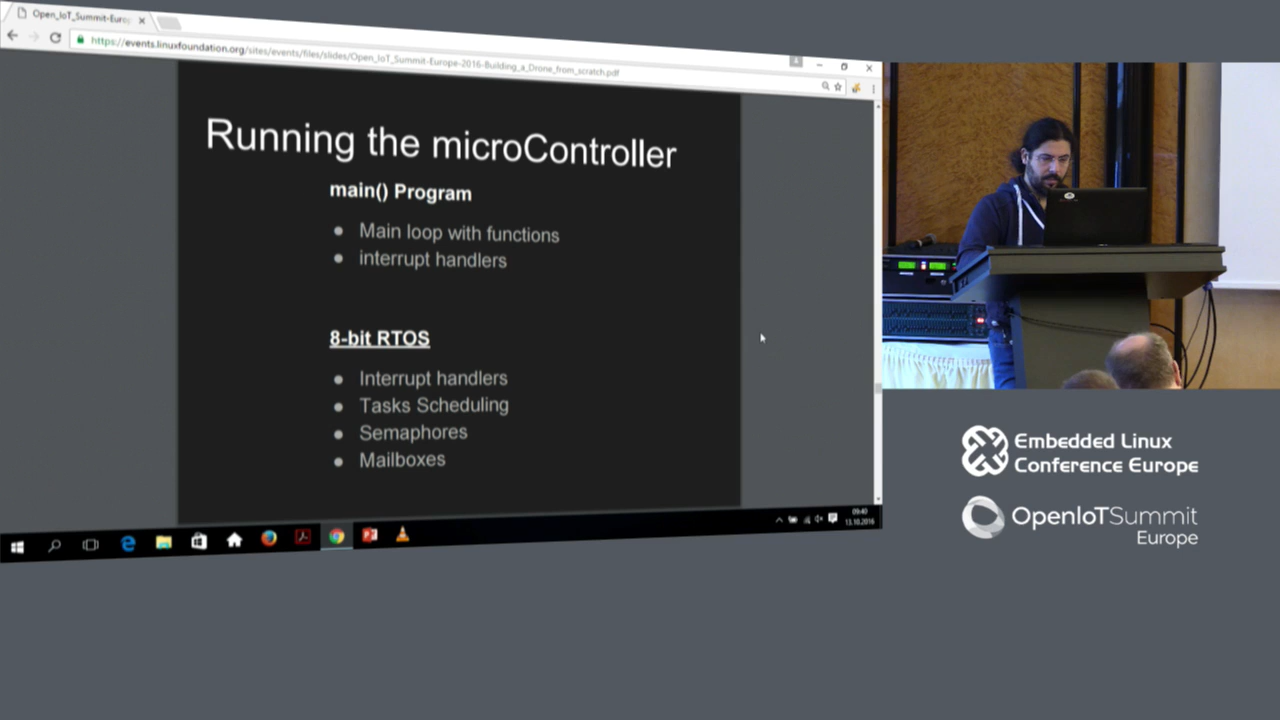 Open_IoT_Summit-Euro
https://events.linuxfoundation.org/sites/events/files/slides/Open_IoT_Summit-Europe-2016-Building_a_Drone_from_scratch.pdf
Running the microController
main() Program
Main loop with functions
interrupt handlers
8-bit RTOS
Interrupt handlers
Tasks Scheduling
Semaphores
Mailboxes
09:40
13.10.2016
Embedded Linux
Conference Europe
OpenIoTSummit
Europe